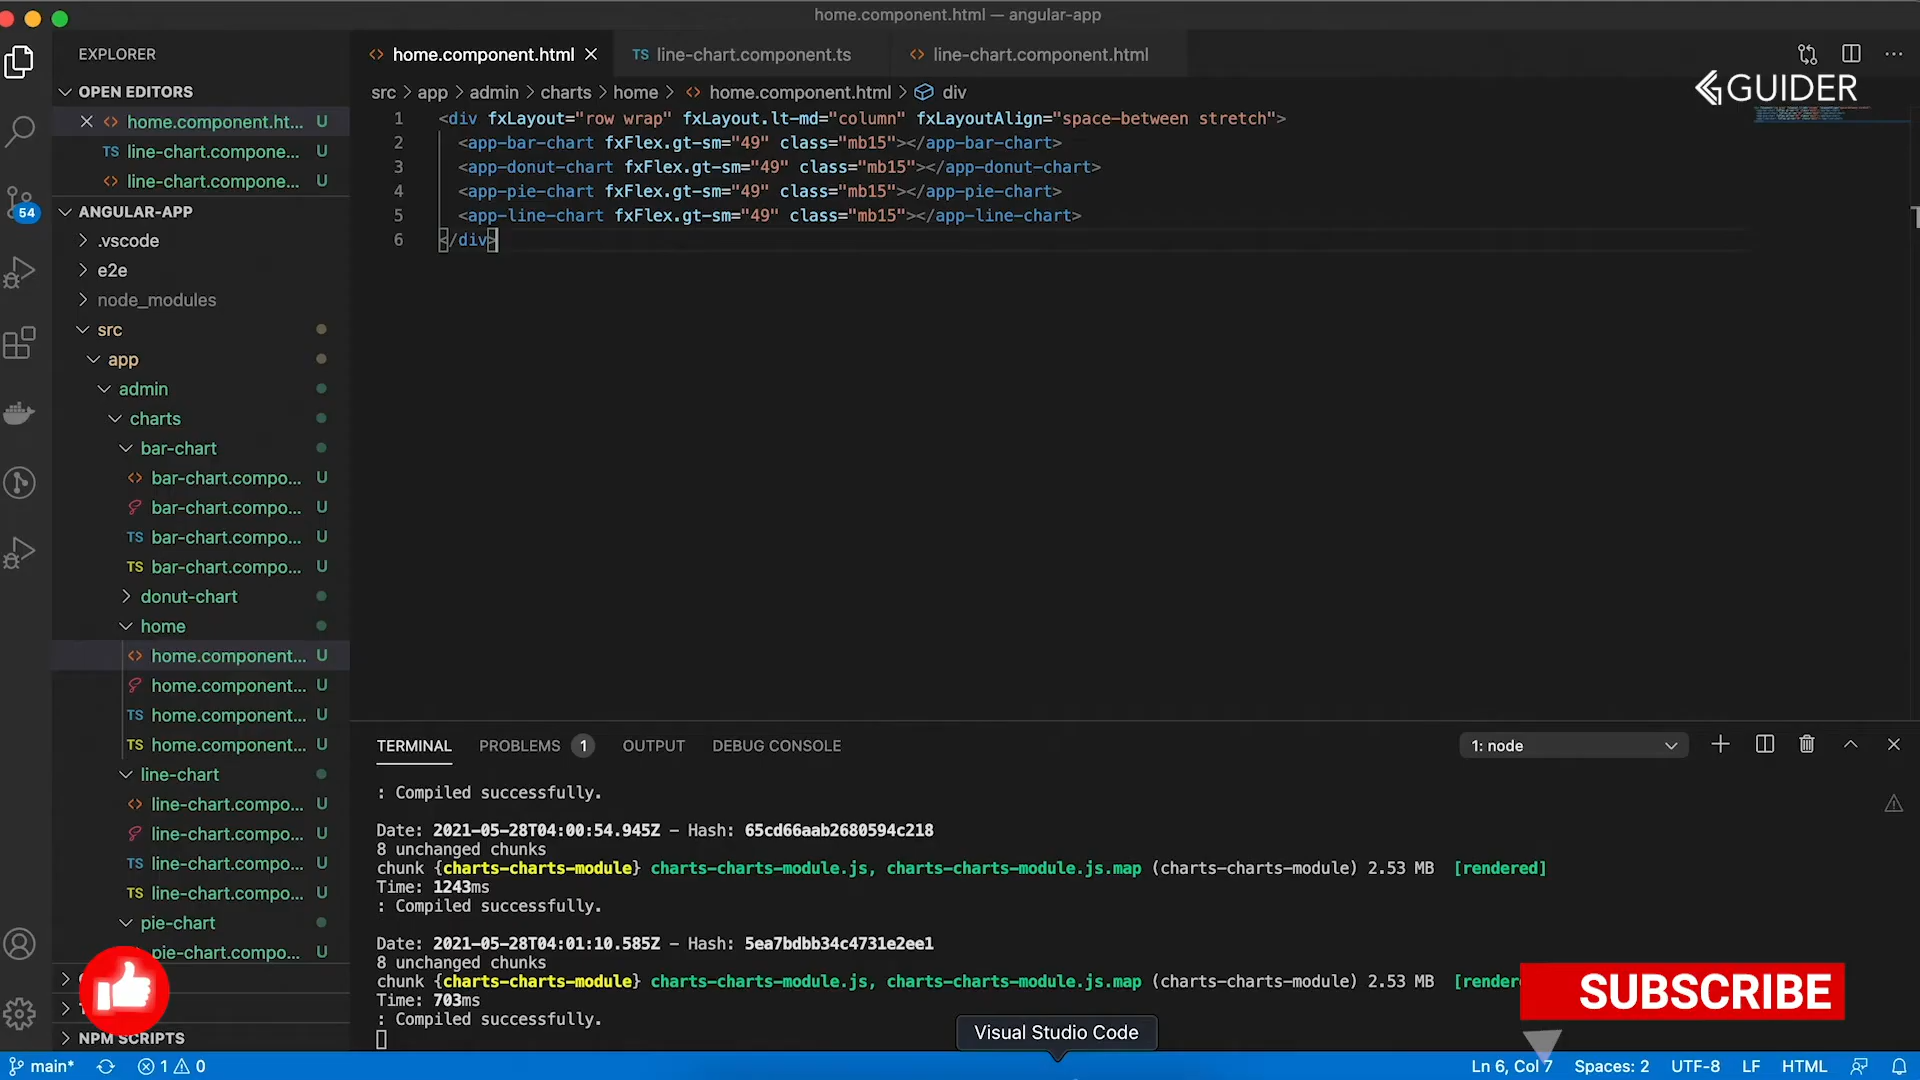 home.component.html — angular-app
EXPLORER
OPEN EDITORS
home.component.ht... U
TS line-chart.compone... U
line-chart.compone... U
ANGULAR-APP
.vscode
e2e
node_modules
src
app
admin
charts
bar-chart
bar-chart.compo... U
bar-chart.compo... U
TS bar-chart.compo... U
TS bar-chart.compo... U
donut-chart
home
home.component... U
home.component... U
TS home.component... U
TS home.component... U
line-chart
line-chart.compo... U
line-chart.compo... U
TS line-chart.compo... U
TS line-chart.compo... U
pie-chart
pie-chart.compo... U
NPM SCRIPTS
54
home.component.html
TS line-chart.component.ts
line-chart.component.html
GUIDER
src > app > admin > charts > home > home.component.html > div
1 <div fxLayout="row wrap" fxLayout.lt-md="column" fxLayoutAlign="space-between stretch">
2 <app-bar-chart fxFlex.gt-sm="49" class="mb15"></app-bar-chart>
3 <app-donut-chart fxFlex.gt-sm="49" class="mb15"></app-donut-chart>
4 <app-pie-chart fxFlex.gt-sm="49" class="mb15"></app-pie-chart>
5 <app-line-chart fxFlex.gt-sm="49" class="mb15"></app-line-chart>
6 </div>
TERMINAL PROBLEMS 1 OUTPUT DEBUG CONSOLE
1: node
: Compiled successfully.
Date: 2021-05-28T04:00:54.945Z – Hash: 65cd66aab2680594c218
8 unchanged chunks
chunk {charts-charts-module} charts-charts-module.js, charts-charts-module.js.map (charts-charts-module) 2.53 MB [rendered]
Time: 1243ms
: Compiled successfully.
Date: 2021-05-28T04:01:10.585Z – Hash: 5ea7bdbb34c4731e2ee1
8 unchanged chunks
chunk {charts-charts-module} charts-charts-module.js, charts-charts-module.js.map (charts-charts-module) 2.53 MB [rendere
Time: 703ms
: Compiled successfully.
SUBSCRIBE
Visual Studio Code
main* 1 0
Ln 6, Col 7 Spaces: 2 UTF-8 LF HTML